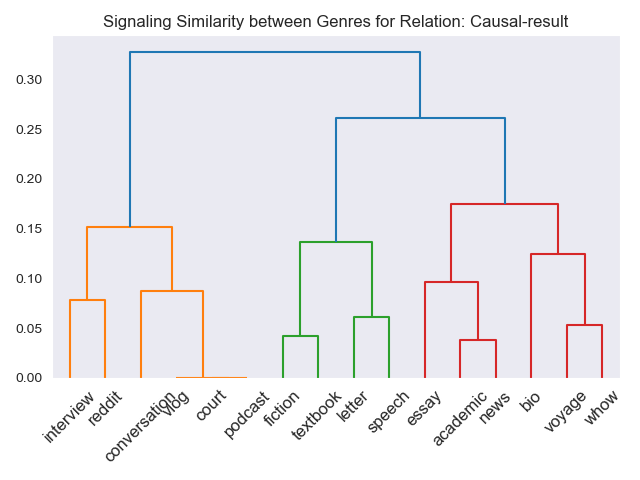 Signaling Similarity between Genres for Relation: Causal-result
0.30
0.25
0.20
0.15
0.10
0.05
0.00
interview
reddit
conversation
vlog
court
podcast
fiction
textbook
letter
speech
essay
academic
news
bio
voyage
whow